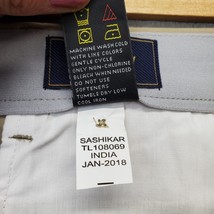 MACHINE WASH COLD
WITH LIKE COLORS
GENTLE CYCLE
ONLY NON-CHLORINE
BLEACH WHEN NEEDED
DO NOT USE
SOFTENERS
TUMBLE DRY LOW
COOL IRON
SASHIKAR
TL108069
INDIA
JAN-2018